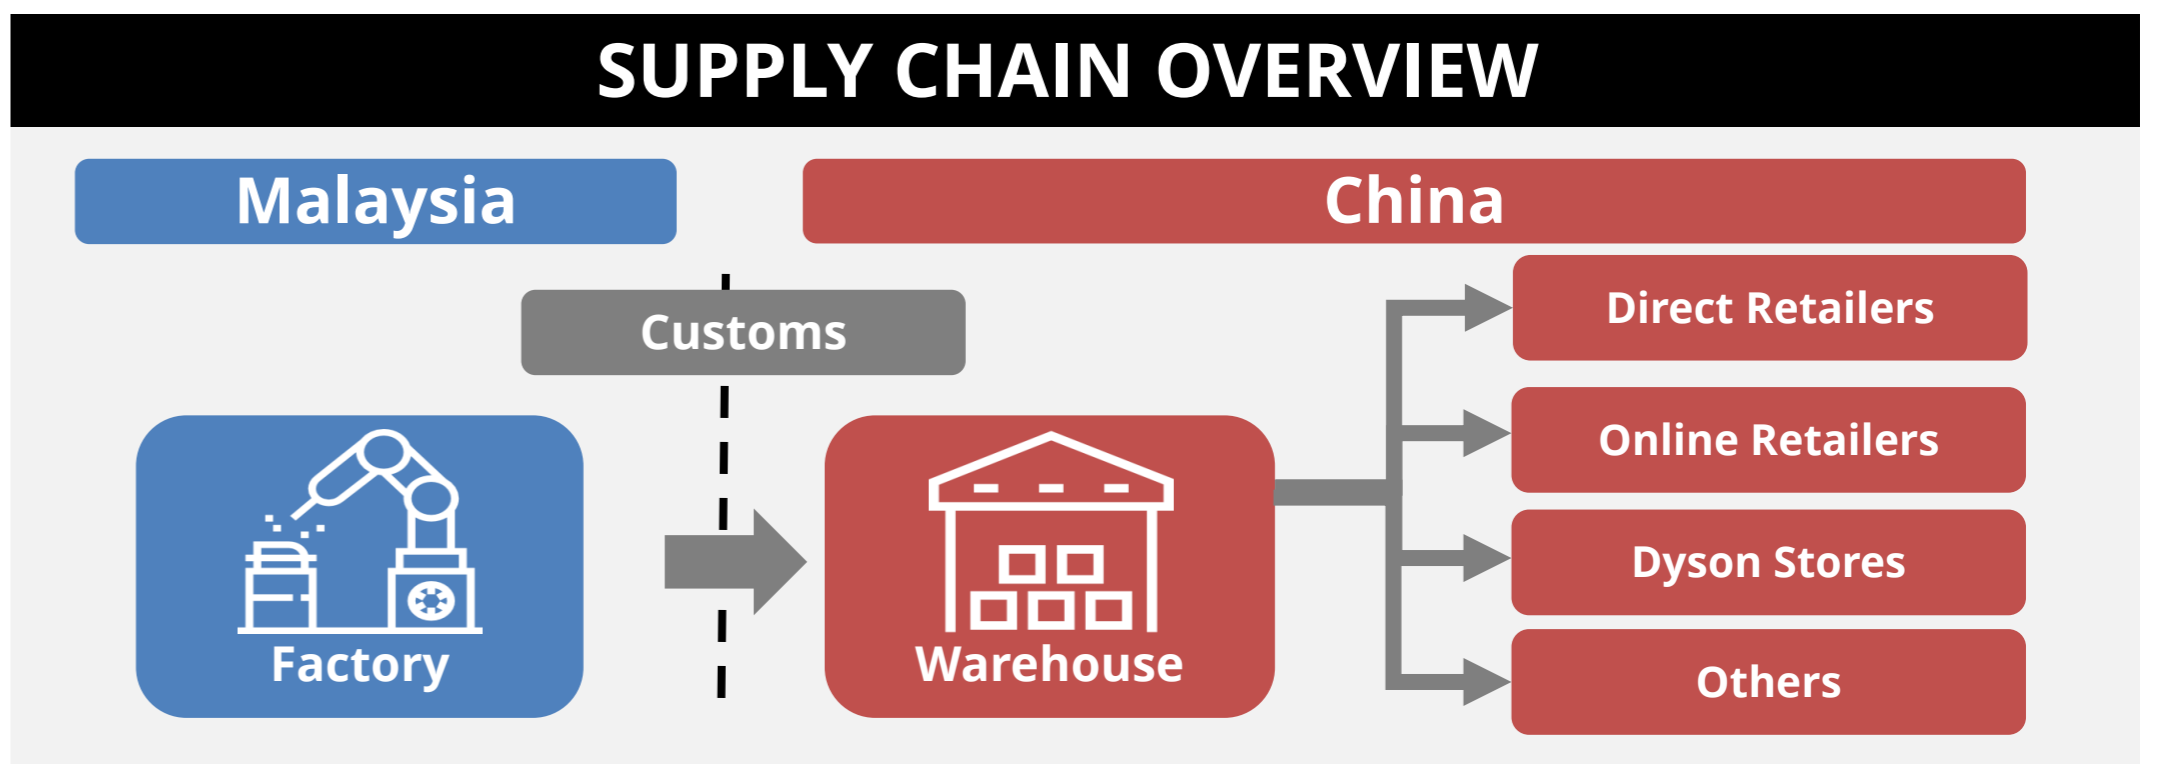 SUPPLY CHAIN OVERVIEW
Malaysia
China
Customs
Factory
Warehouse
Direct Retailers
Online Retailers
Dyson Stores
Others